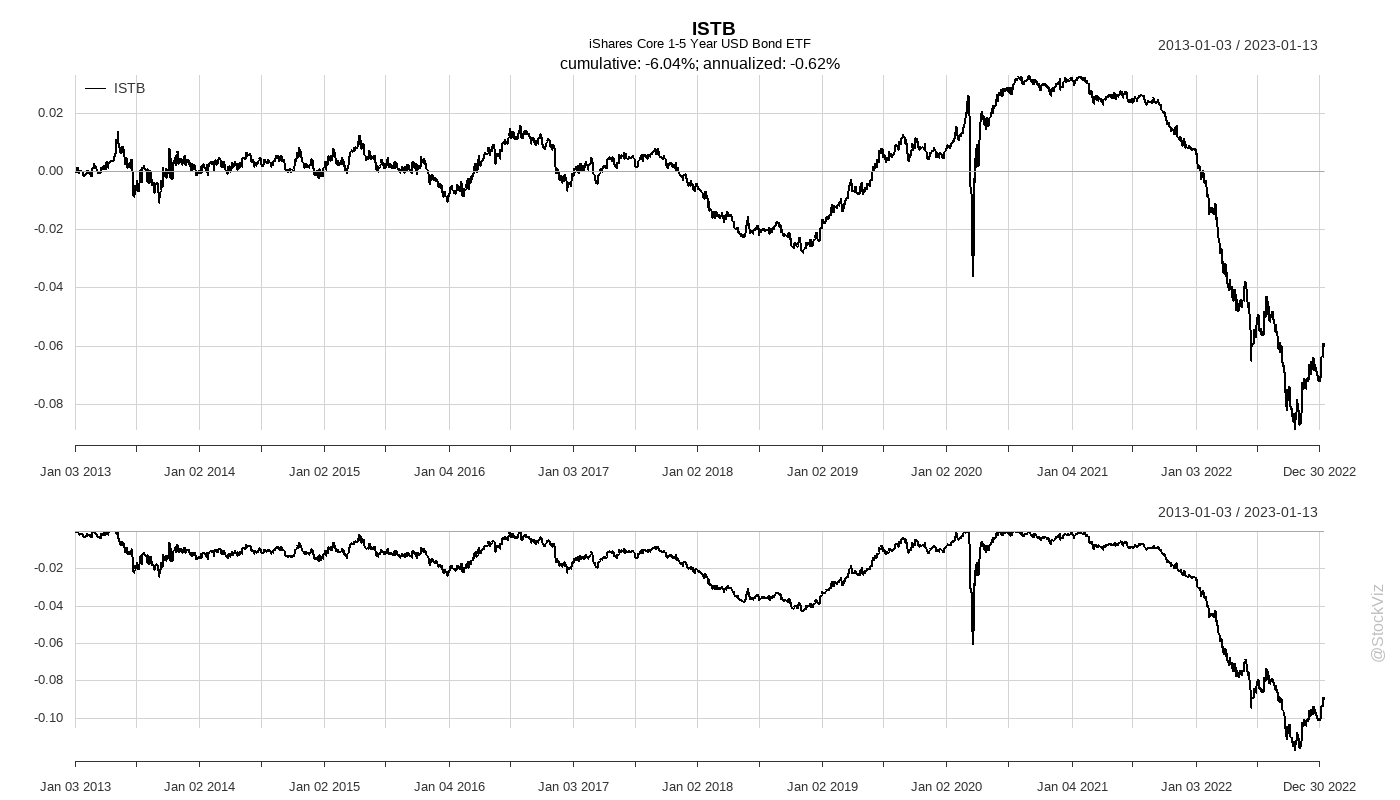 ISTB
iShares Core 1-5 Year USD Bond ETF
cumulative: -6.04%; annualized: -0.62%
2013-01-03 / 2023-01-13
ISTB
0.02
0.00
-0.02
-0.04
-0.06
-0.08
Jan 03 2013 Jan 02 2014 Jan 02 2015 Jan 04 2016 Jan 03 2017 Jan 02 2018 Jan 02 2019 Jan 02 2020 Jan 04 2021 Jan 03 2022 Dec 30 2022
2013-01-03 / 2023-01-13
-0.02
-0.04
-0.06
-0.08
-0.10
Jan 03 2013 Jan 02 2014 Jan 02 2015 Jan 04 2016 Jan 03 2017 Jan 02 2018 Jan 02 2019 Jan 02 2020 Jan 04 2021 Jan 03 2022 Dec 30 2022
@StockViz